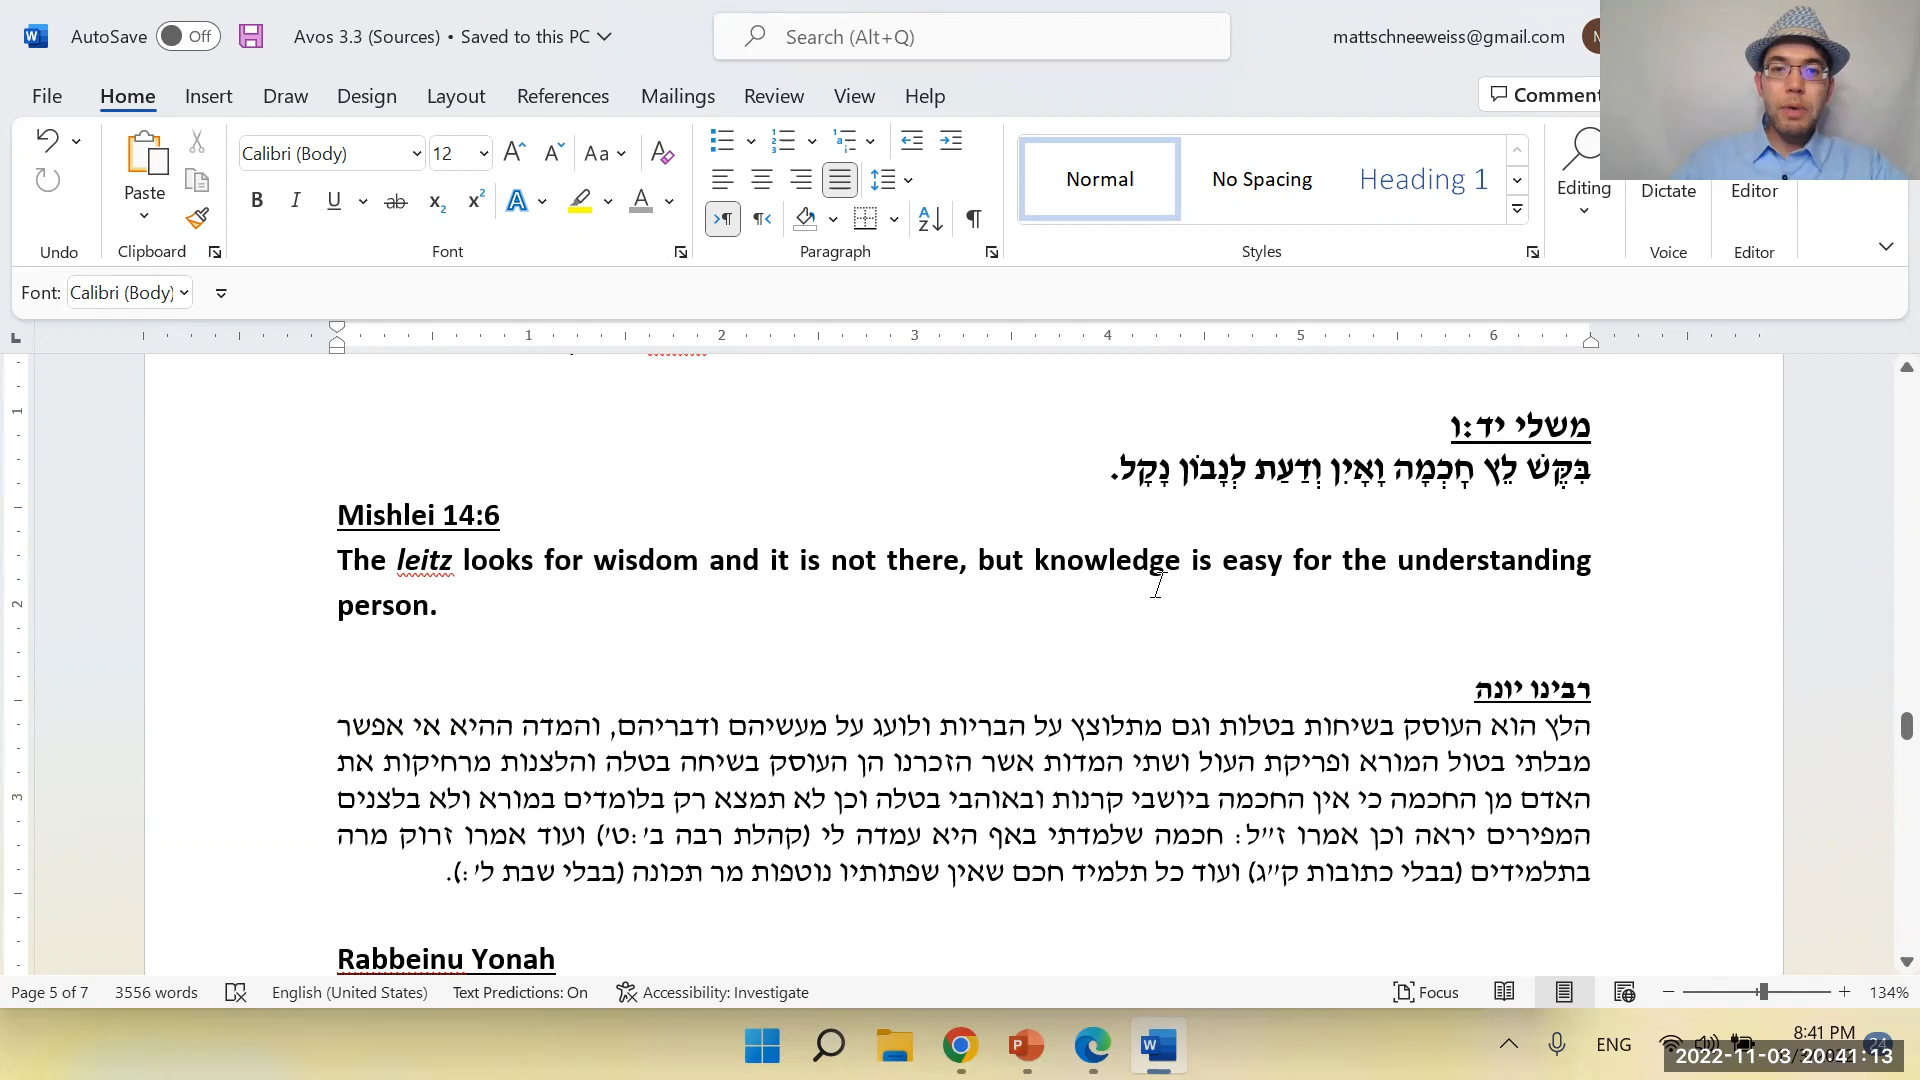 AutoSave Off Avos 3.3 (Sources) • Saved to this PC Search (Alt+Q) mattschneeweiss@gmail.com
File Home Insert Draw Design Layout References Mailings Review View Help
Paste Calibri (Body) 12 Aa Normal No Spacing Heading 1 Editing Dictate Editor
Undo Clipboard Font Paragraph Styles Voice Editor
Font: Calibri (Body)
1 2 3 4 5 6
משלי יד:ו
בִּקֶּשׁ לֵץ חָכְמָה וָאָיִן וְדַעַת לְנָבוֹן נָקָל.
Mishlei 14:6
The leitz looks for wisdom and it is not there, but knowledge is easy for the understanding
person.
רבינו יונה
הלץ הוא העוסק בשיחות בטלות וגם מתלוצץ על הבריות ולועג על מעשיהם ודבריהם, והמדה ההיא אי אפשר
מבלתי בטול המורא ופריקת העול ושתי המדות אשר הזכרנו הן העוסק בשיחה בטלה והלצנות מרחיקות את
האדם מן החכמה כי אין החכמה ביושבי קרנות ובאוהבי בטלה וכן לא תמצא רק בלומדים במורא ולא בלצנים
המפירים יראה וכן אמרו ז״ל: חכמה שלמדתי באף היא עמדה לי (קהלת רבה ב׳:ט׳) ועוד אמרו זרוק מרה
בתלמידים (בבלי כתובות ק״ג) ועוד כל תלמיד חכם שאין שפתותיו נוטפות מר תכונה (בבלי שבת ל׳:).
Rabbeinu Yonah
Page 5 of 7 3556 words English (United States) Text Predictions: On Accessibility: Investigate Focus 134%
ENG 8:41 PM
2022-11-03 20:41:13